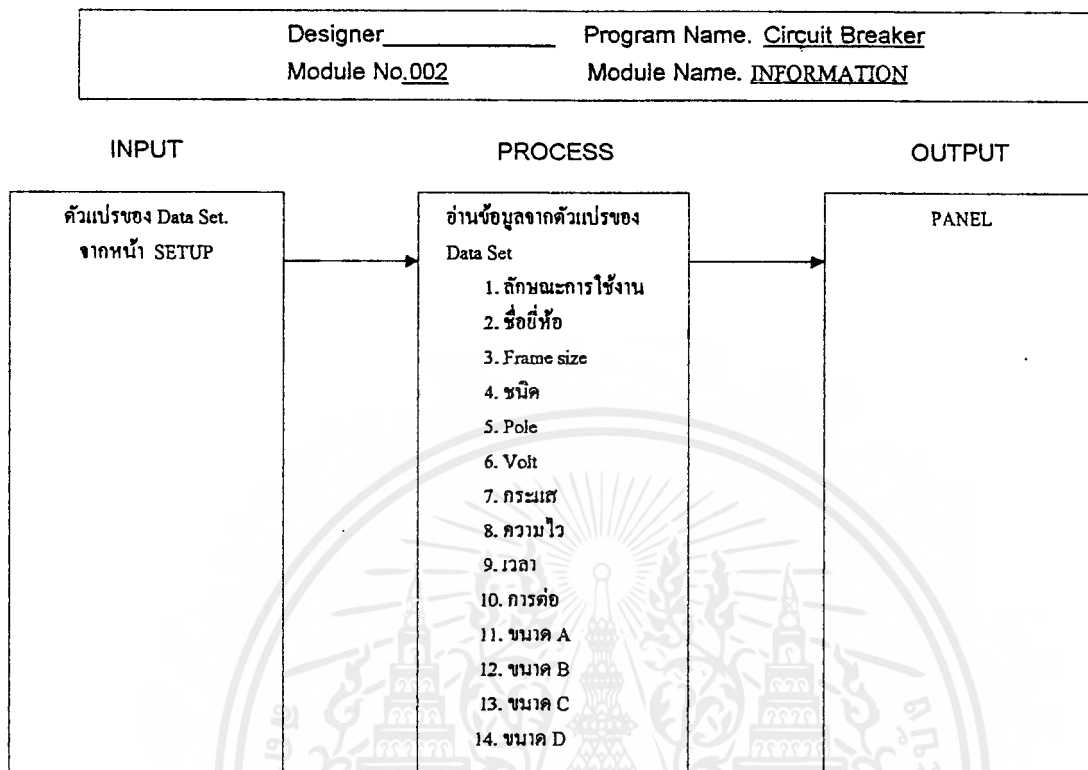 Designer____________ Program Name. Circuit Breaker
Module No.002 Module Name. INFORMATION
INPUT PROCESS OUTPUT
ตัวแปรของ Data Set.
จากหน้า SETUP
อ่านข้อมูลจากตัวแปรของ
Data Set
1. ลักษณะการใช้งาน
2. ชื่อยี่ห้อ
3. Frame size
4. ชนิด
5. Pole
6. Volt
7. กระแส
8. ความไว
9. เวลา
10. การต่อ
11. ขนาด A
12. ขนาด B
13. ขนาด C
14. ขนาด D
PANEL